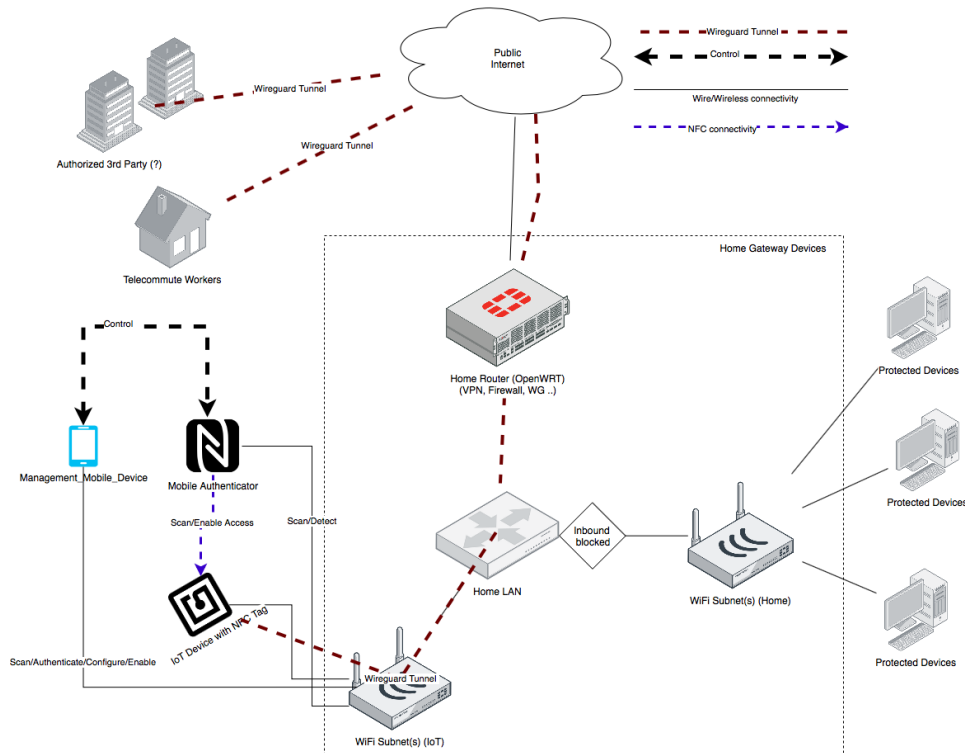 Public
Internet
Wireguard Tunnel
Control
Wire/Wireless connectivity
NFC connectivity
Wireguard Tunnel
Wireguard Tunnel
Authorized 3rd Party (?)
Telecommute Workers
Home Gateway Devices
Control
Home Router (OpenWRT)
(VPN, Firewall, WG ..)
Protected Devices
Management_Mobile_Device
Mobile Authenticator
Scan/Enable Access
Scan/Detect
Inbound
blocked
Protected Devices
Home LAN
WiFi Subnet(s) (Home)
IoT Device with NFC Tag
Scan/Authenticate/Configure/Enable
Wireguard Tunnel
Protected Devices
WiFi Subnet(s) (IoT)